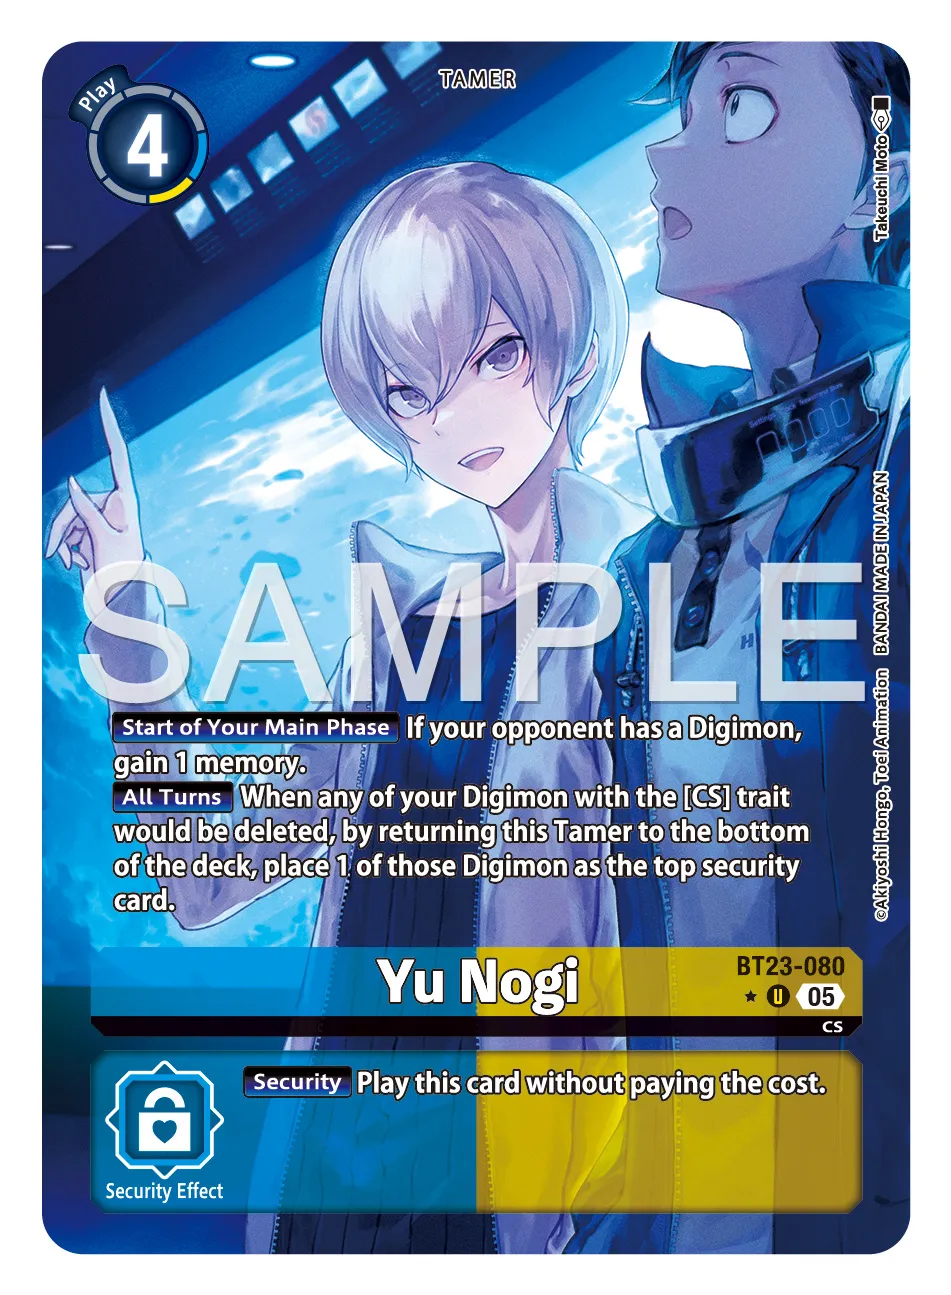 TAMER
Play
4
Takeuchi Moto
SAMPLE
BANDAI MADE IN JAPAN
©Akiyoshi Hongo, Toei Animation
Start of Your Main Phase If your opponent has a Digimon,
gain 1 memory.
All Turns When any of your Digimon with the [CS] trait
would be deleted, by returning this Tamer to the bottom
of the deck, place 1 of those Digimon as the top security
card.
Yu Nogi
BT23-080
U 05
CS
Security Play this card without paying the cost.
Security Effect